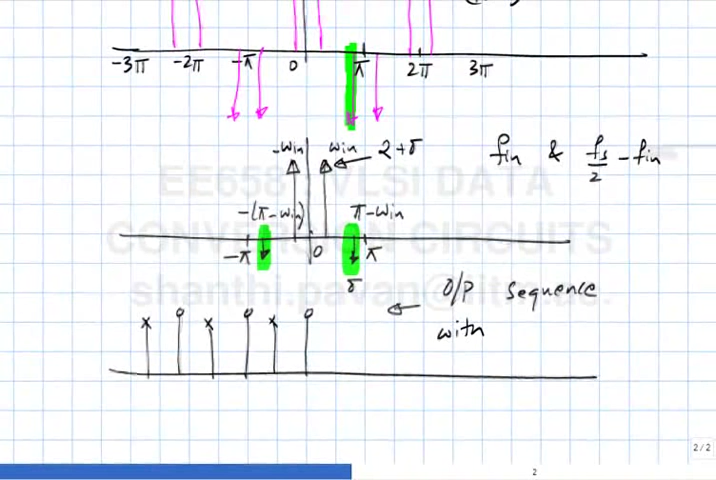 -3π -2π -π 0 π 2π 3π
-win win 2+δ fin & fs/2 - fin
EE658: VLSI DATA
-(π-win) π-win
CONVERSION CIRCUITS
-π 0 π
shanthi.pavan@iitm.ac.
δ O/P sequence
x o x o x o with
2/2
2